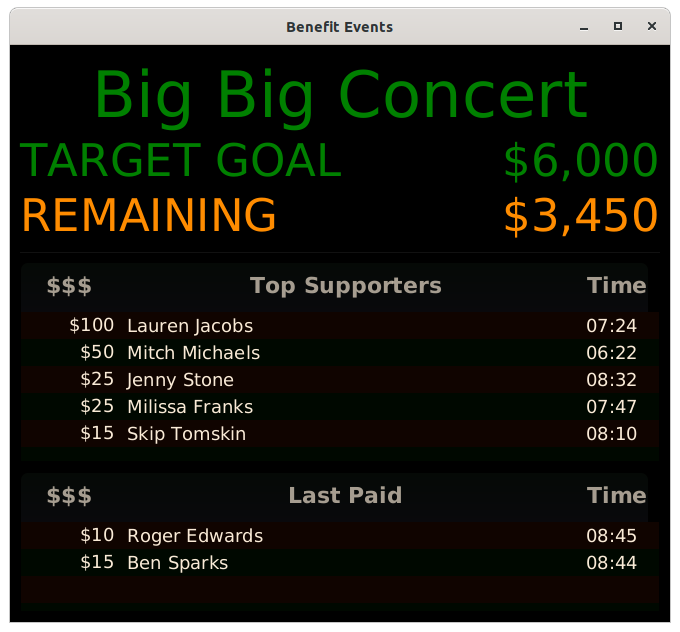 Benefit Events
Big Big Concert
TARGET GOAL $6,000
REMAINING $3,450
$$$ Top Supporters Time
$100 Lauren Jacobs 07:24
$50 Mitch Michaels 06:22
$25 Jenny Stone 08:32
$25 Milissa Franks 07:47
$15 Skip Tomskin 08:10
$$$ Last Paid Time
$10 Roger Edwards 08:45
$15 Ben Sparks 08:44